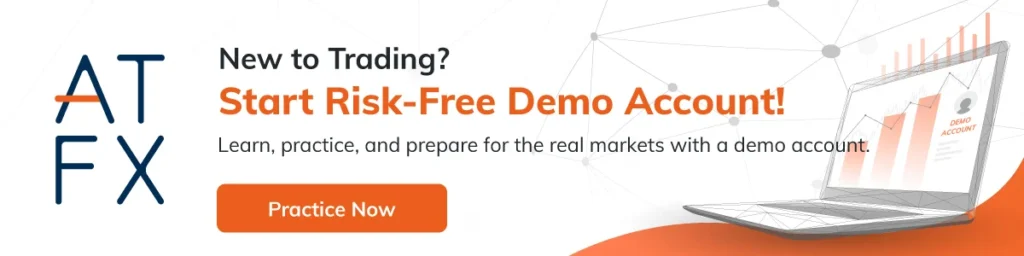 AT
FX
New to Trading?
Start Risk-Free Demo Account!
Learn, practice, and prepare for the real markets with a demo account.
Practice Now
DEMO
ACCOUNT